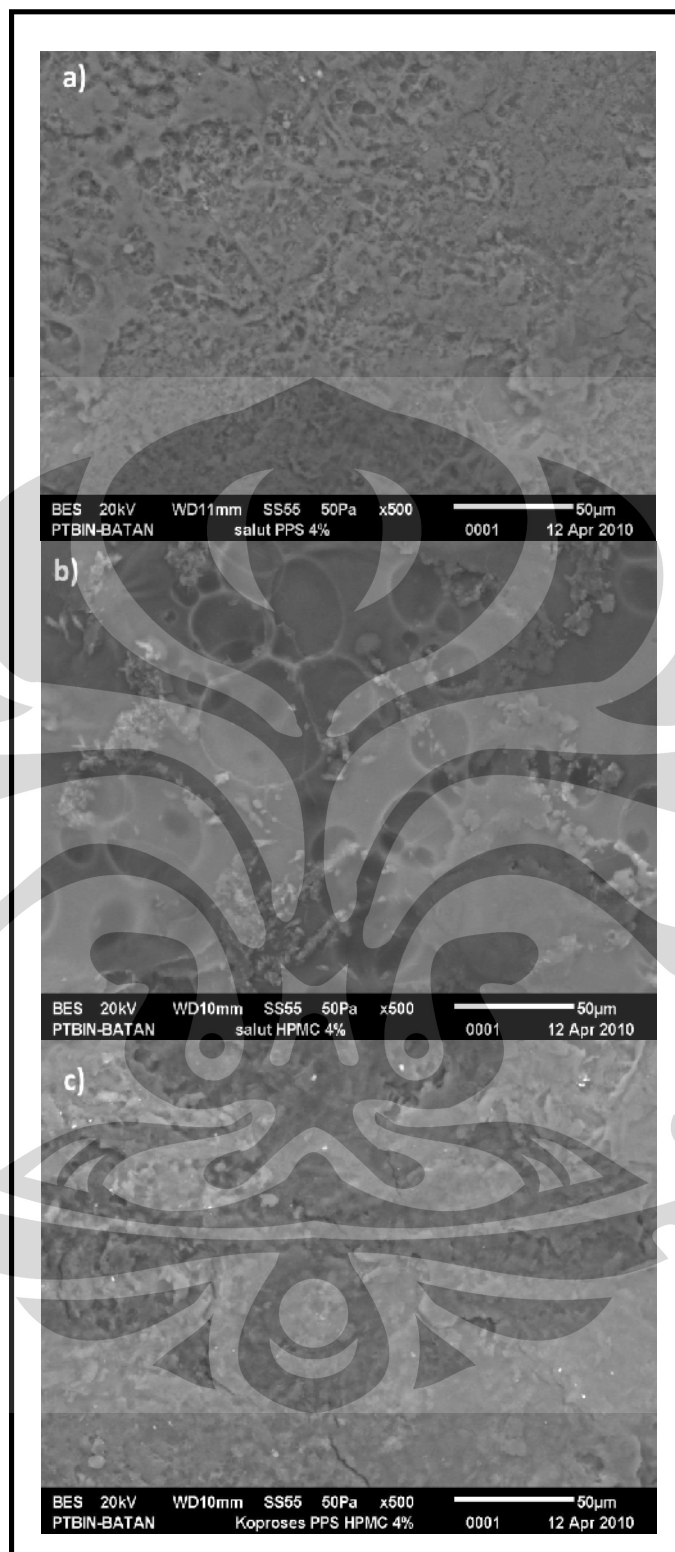 a)
BES 20kV WD11mm SS55 50Pa x500 50µm
PTBIN-BATAN salut PPS 4% 0001 12 Apr 2010
b)
BES 20kV WD10mm SS55 50Pa x500 50µm
PTBIN-BATAN salut HPMC 4% 0001 12 Apr 2010
c)
BES 20kV WD10mm SS55 50Pa x500 50µm
PTBIN-BATAN Koproses PPS HPMC 4% 0001 12 Apr 2010